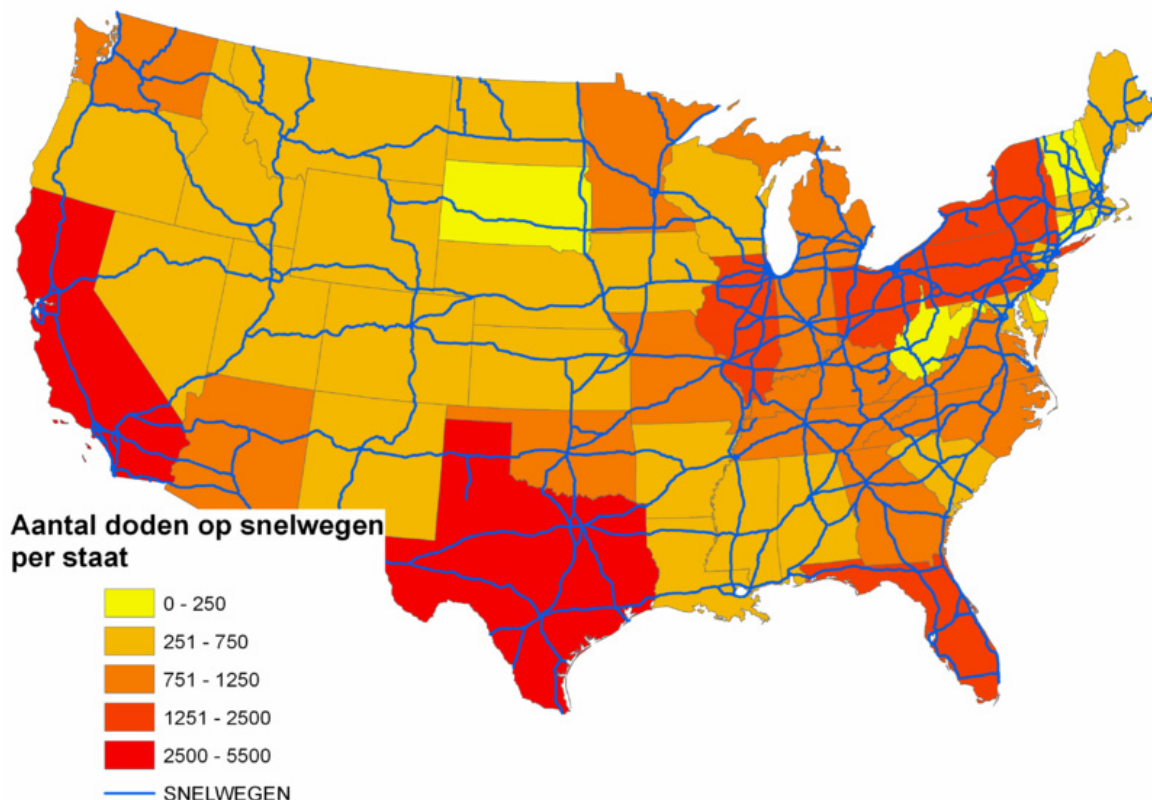 Aantal doden op snelwegen
per staat
0 - 250
251 - 750
751 - 1250
1251 - 2500
2500 - 5500
SNELWEGEN